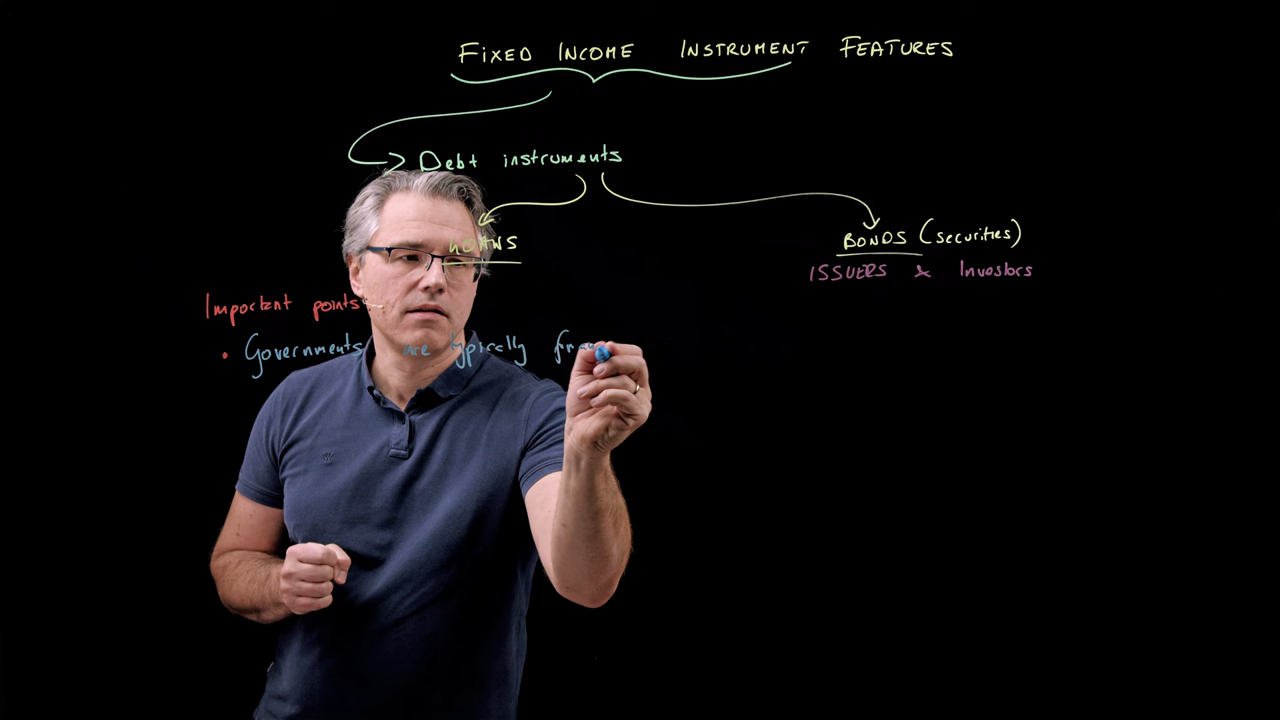 FIXED INCOME INSTRUMENT FEATURES
Debt instruments
LOANS
BONDS (securities)
ISSUERS & Investors
Important points
• Governments are typically